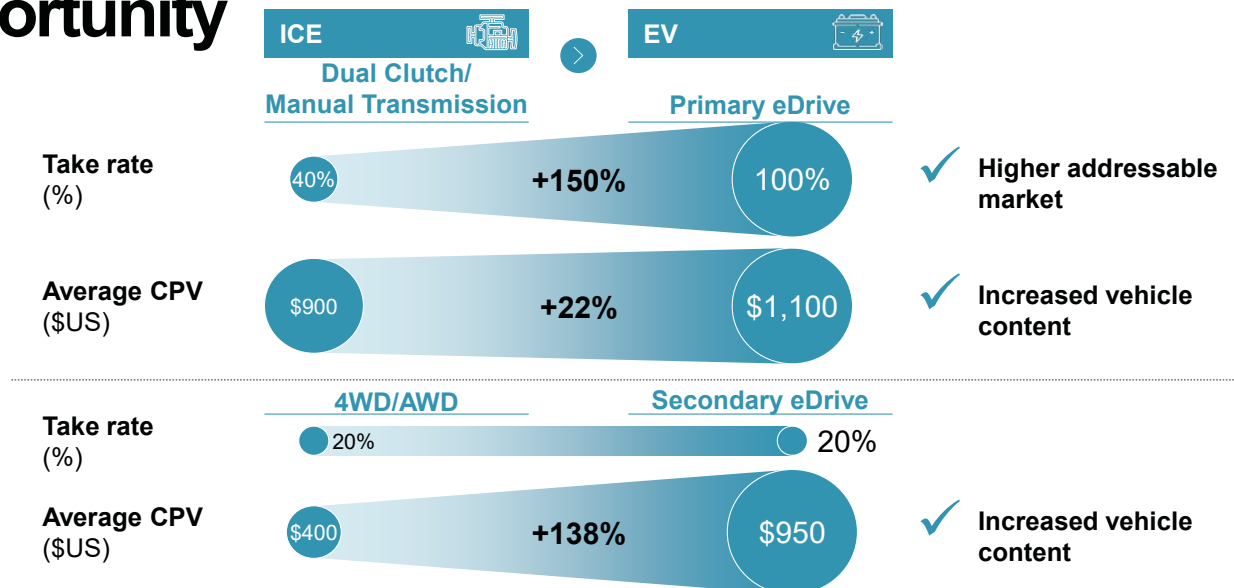 ortunity
ICE
EV
Dual Clutch/
Manual Transmission
Primary eDrive
Take rate
(%)
40%
+150%
100%
Higher addressable
market
Average CPV
($US)
$900
+22%
$1,100
Increased vehicle
content
4WD/AWD
Secondary eDrive
Take rate
(%)
20%
20%
Average CPV
($US)
$400
+138%
$950
Increased vehicle
content